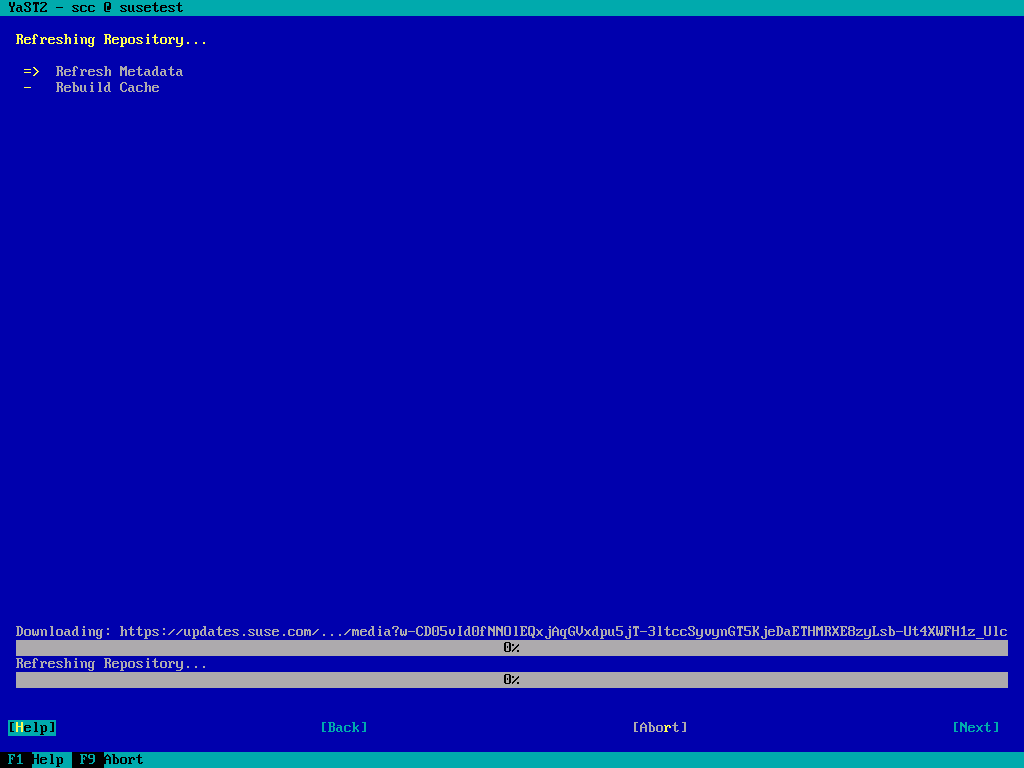 YaST2 - scc @ susetest
Refreshing Repository...
=> Refresh Metadata
- Rebuild Cache
Downloading: https://updates.suse.com/.../media?w-CD05vId0fNNOlEQxjAqGVxdpu5jT-3ltccSyvynGT5KjeDaETHMRXE8zyLsb-Ut4XWFH1z_Ulc
0%
Refreshing Repository...
0%
[Help] [Back] [Abort] [Next]
F1 Help F9 Abort